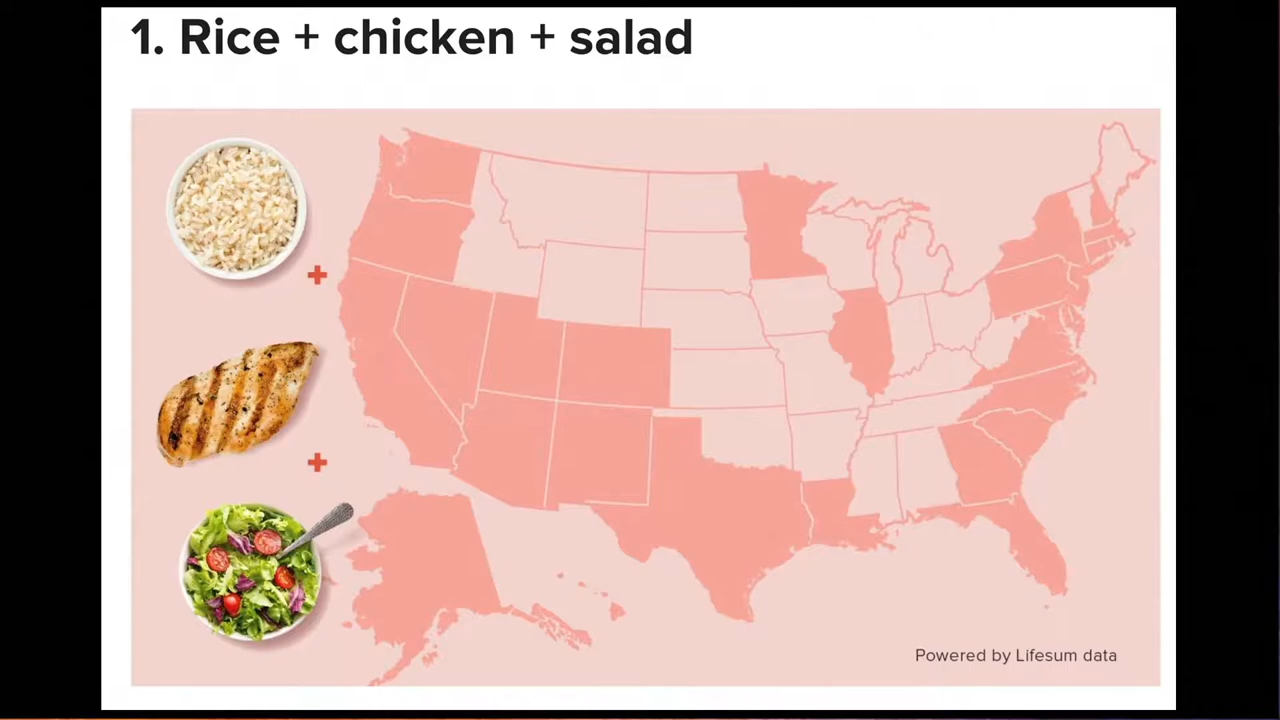 1. Rice + chicken + salad
Powered by Lifesum data